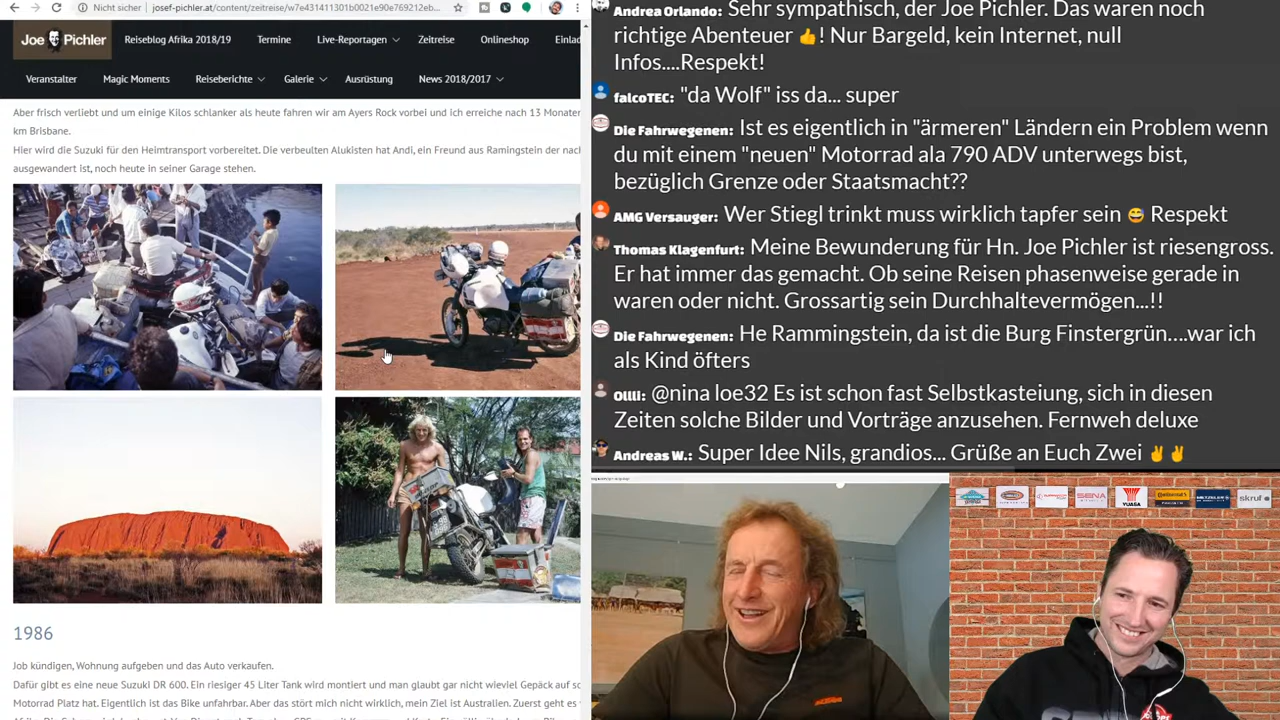 Nicht sicher | josef-pichler.at/content/zeitreise/w7e431411301b0021e90e769212eb...
Joe Pichler
Reiseblog Afrika 2018/19
Termine
Live-Reportagen
Zeitreise
Onlineshop
Einlad
Veranstalter
Magic Moments
Reiseberichte
Galerie
Ausrüstung
News 2018/2017
Aber frisch verliebt und um einige Kilos schlanker als heute fahren wir am Ayers Rock vorbei und ich erreiche nach 13 Monaten
km Brisbane.
Hier wird die Suzuki für den Heimtransport vorbereitet. Die verbeulten Alukisten hat Andi, ein Freund aus Ramingstein der nac
ausgewandert ist, noch heute in seiner Garage stehen.
1986
Job kündigen, Wohnung aufgeben und das Auto verkaufen.
Dafür gibt es eine neue Suzuki DR 600. Ein riesiger 45 Liter Tank wird montiert und man glaubt gar nicht wieviel Gepäck auf so
Motorrad Platz hat. Eigentlich ist das Bike unfahrbar. Aber das stört mich nicht wirklich, mein Ziel ist Australien. Zuerst geht es
Andrea Orlando: Sehr sympathisch, der Joe Pichler. Das waren noch
richtige Abenteuer 👍! Nur Bargeld, kein Internet, null
Infos....Respekt!
falcoTEC: "da Wolf" iss da... super
Die Fahrwegenen: Ist es eigentlich in "ärmeren" Ländern ein Problem wenn
du mit einem "neuen" Motorrad ala 790 ADV unterwegs bist,
bezüglich Grenze oder Staatsmacht??
AMG Versauger: Wer Stiegl trinkt muss wirklich tapfer sein 😅 Respekt
Thomas Klagenfurt: Meine Bewunderung für Hn. Joe Pichler ist riesengross.
Er hat immer das gemacht. Ob seine Reisen phasenweise gerade in
waren oder nicht. Grossartig sein Durchhaltevermögen...!!
Die Fahrwegenen: He Rammingstein, da ist die Burg Finstergrün....war ich
als Kind öfters
Ollli: @nina loe32 Es ist schon fast Selbstkasteiung, sich in diesen
Zeiten solche Bilder und Vorträge anzusehen. Fernweh deluxe
Andreas W.: Super Idee Nils, grandios... Grüße an Euch Zwei ✌✌
SENA
YUASA
Continental
METZELER
skruf